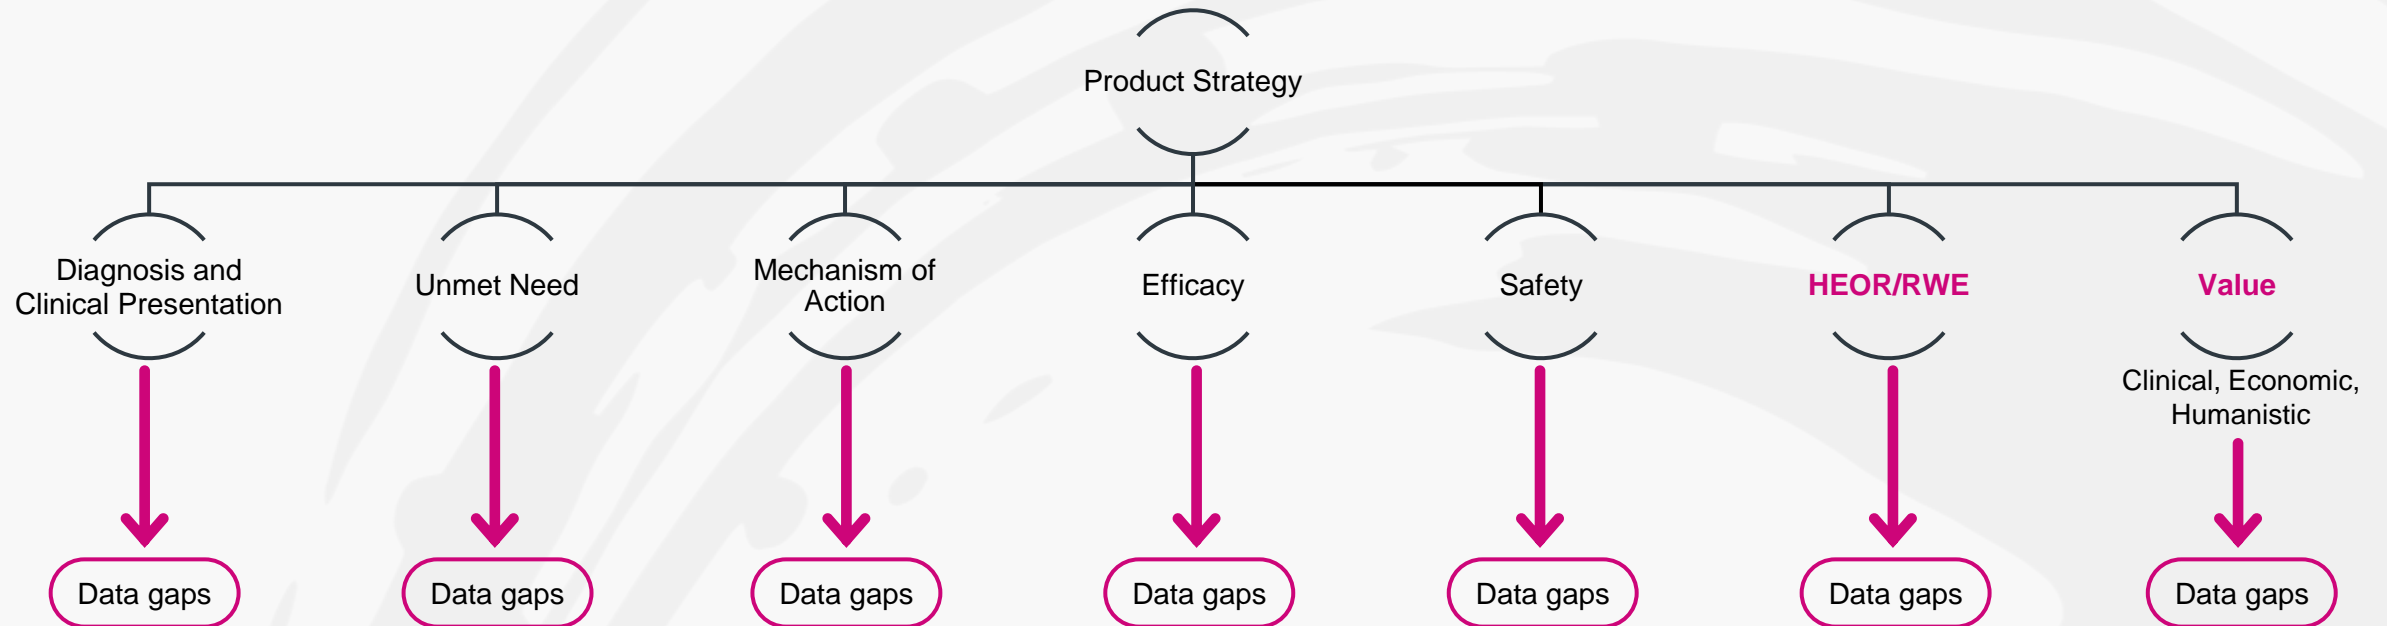 Product Strategy
Diagnosis and
Clinical Presentation
Unmet Need
Mechanism of
Action
Efficacy
Safety
HEOR/RWE
Value
Clinical, Economic,
Humanistic
Data gaps
Data gaps
Data gaps
Data gaps
Data gaps
Data gaps
Data gaps